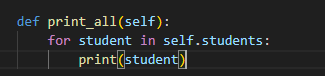 def print_all(self):
    for student in self.students:
        print(student)